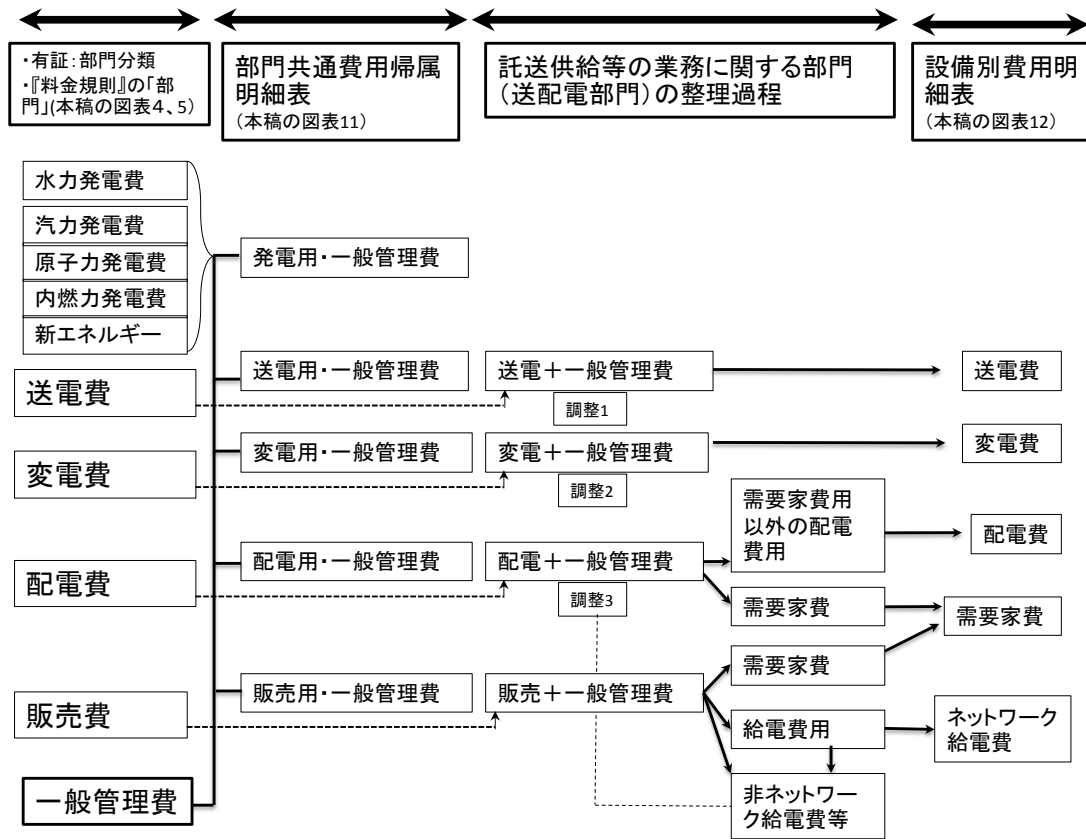 ・有証:部門分類
・『料金規則』の「部
門」(本稿の図表4、5)
部門共通費用帰属
明細表
(本稿の図表11)
託送供給等の業務に関する部門
(送配電部門)の整理過程
設備別費用明
細表
(本稿の図表12)
水力発電費
汽力発電費
原子力発電費
内燃力発電費
新エネルギー
発電用・一般管理費
送電費
送電用・一般管理費
送電+一般管理費
調整1
送電費
変電費
変電用・一般管理費
変電+一般管理費
調整2
変電費
配電費
配電用・一般管理費
配電+一般管理費
調整3
需要家費用
以外の配電
費用
配電費
需要家費
需要家費
販売費
販売用・一般管理費
販売+一般管理費
需要家費
給電費用
ネットワーク
給電費
非ネットワー
ク給電費等
一般管理費